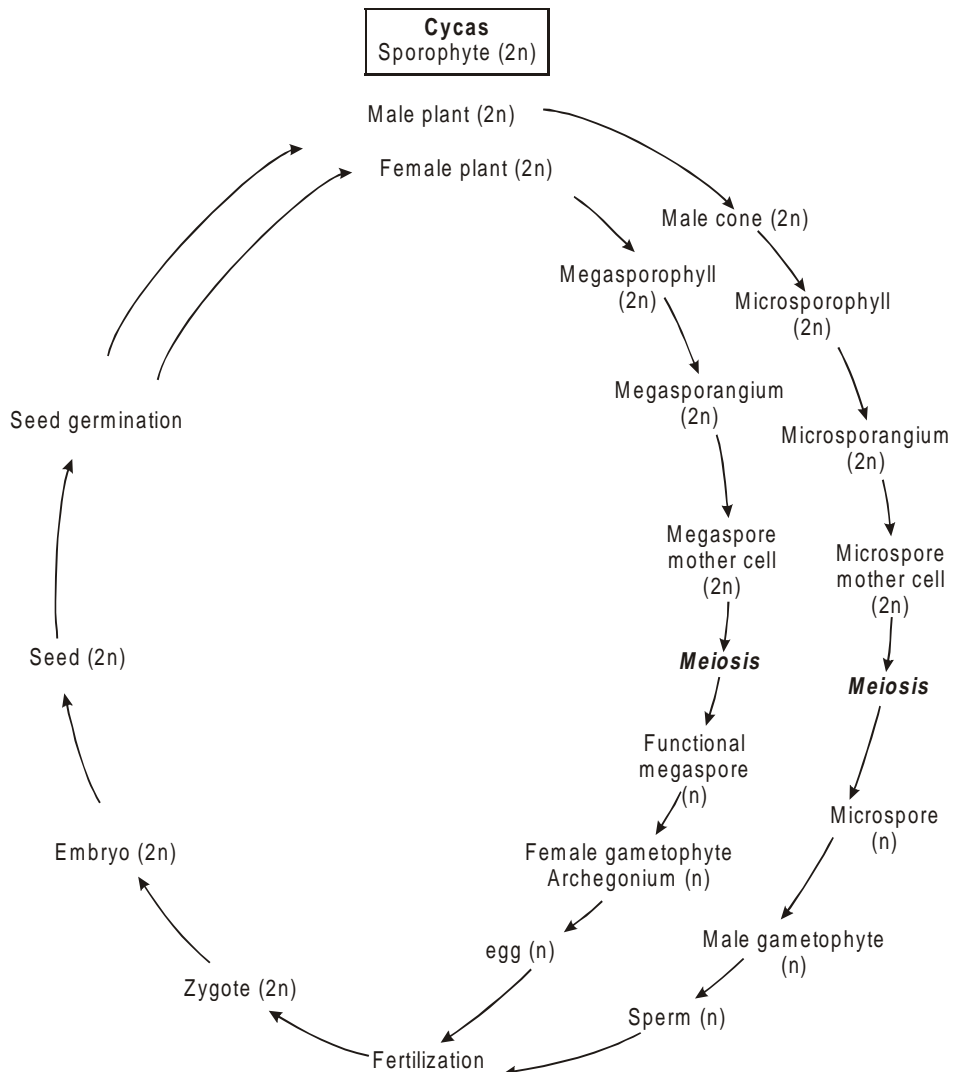 Cycas
Sporophyte (2n)
Male plant (2n)
Female plant (2n)
Male cone (2n)
Megasporophyll
(2n)
Microsporophyll
(2n)
Megasporangium
(2n)
Seed germination
Microsporangium
(2n)
Megaspore
mother cell
(2n)
Microspore
mother cell
(2n)
Seed (2n)
Meiosis
Meiosis
Functional
megaspore
(n)
Microspore
(n)
Embryo (2n)
Female gametophyte
Archegonium (n)
Male gametophyte
(n)
egg (n)
Zygote (2n)
Sperm (n)
Fertilization